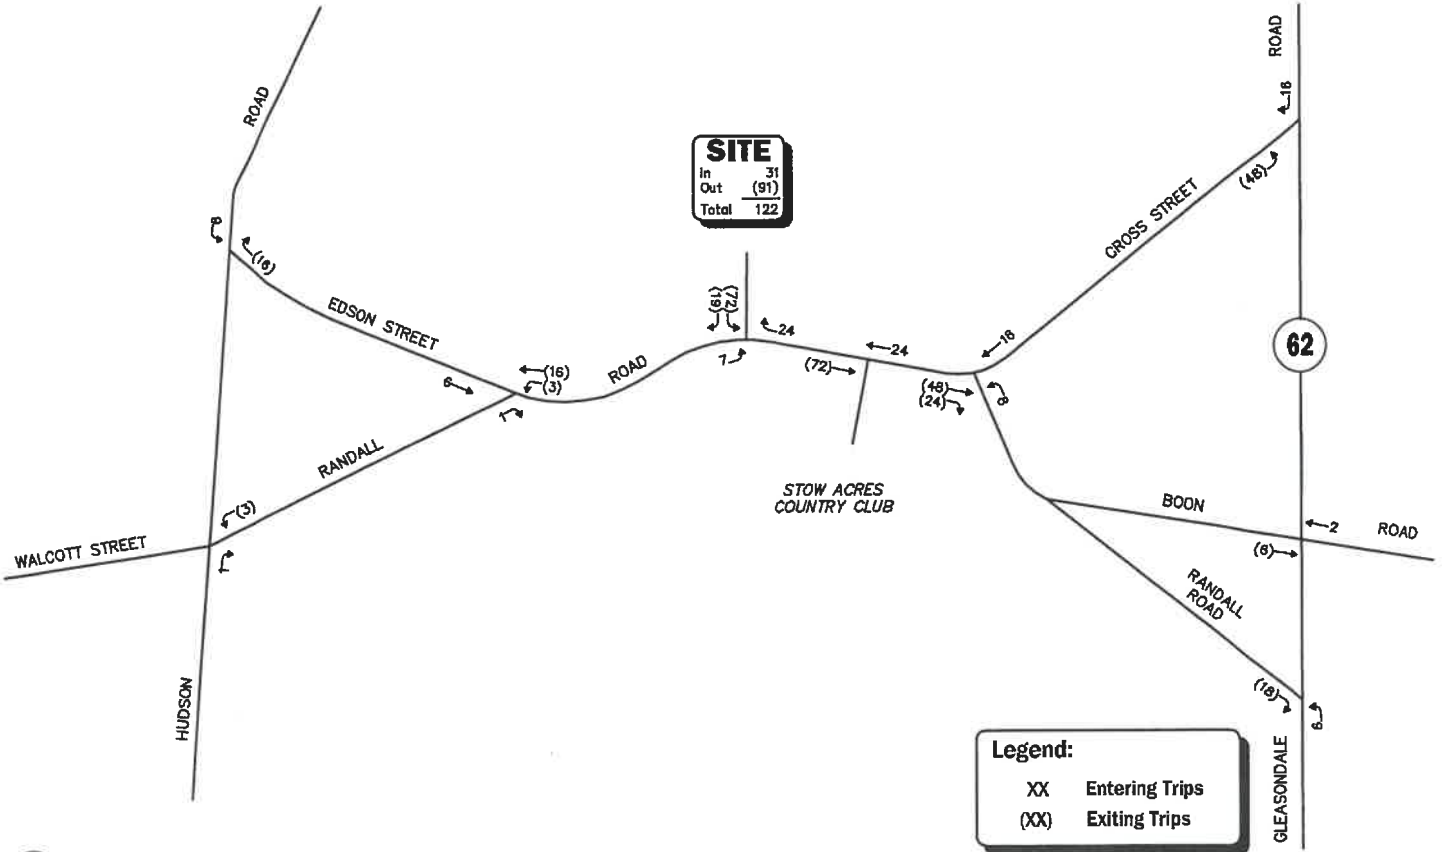 ROAD
ROAD
16
SITE
In 31
Out (91)
Total 122
(48)
CROSS STREET
(16)
EDSON STREET
(19)
(72)
24
7
24
(72)
16
62
ROAD
(16)
(3)
6
1
(48)
(24)
8
RANDALL
STOW ACRES
COUNTRY CLUB
BOON
2
ROAD
(6)
(3)
WALCOTT STREET
1
RANDALL
ROAD
(18)
6
HUDSON
GLEASONDALE
Legend:
XX Entering Trips
(XX) Exiting Trips